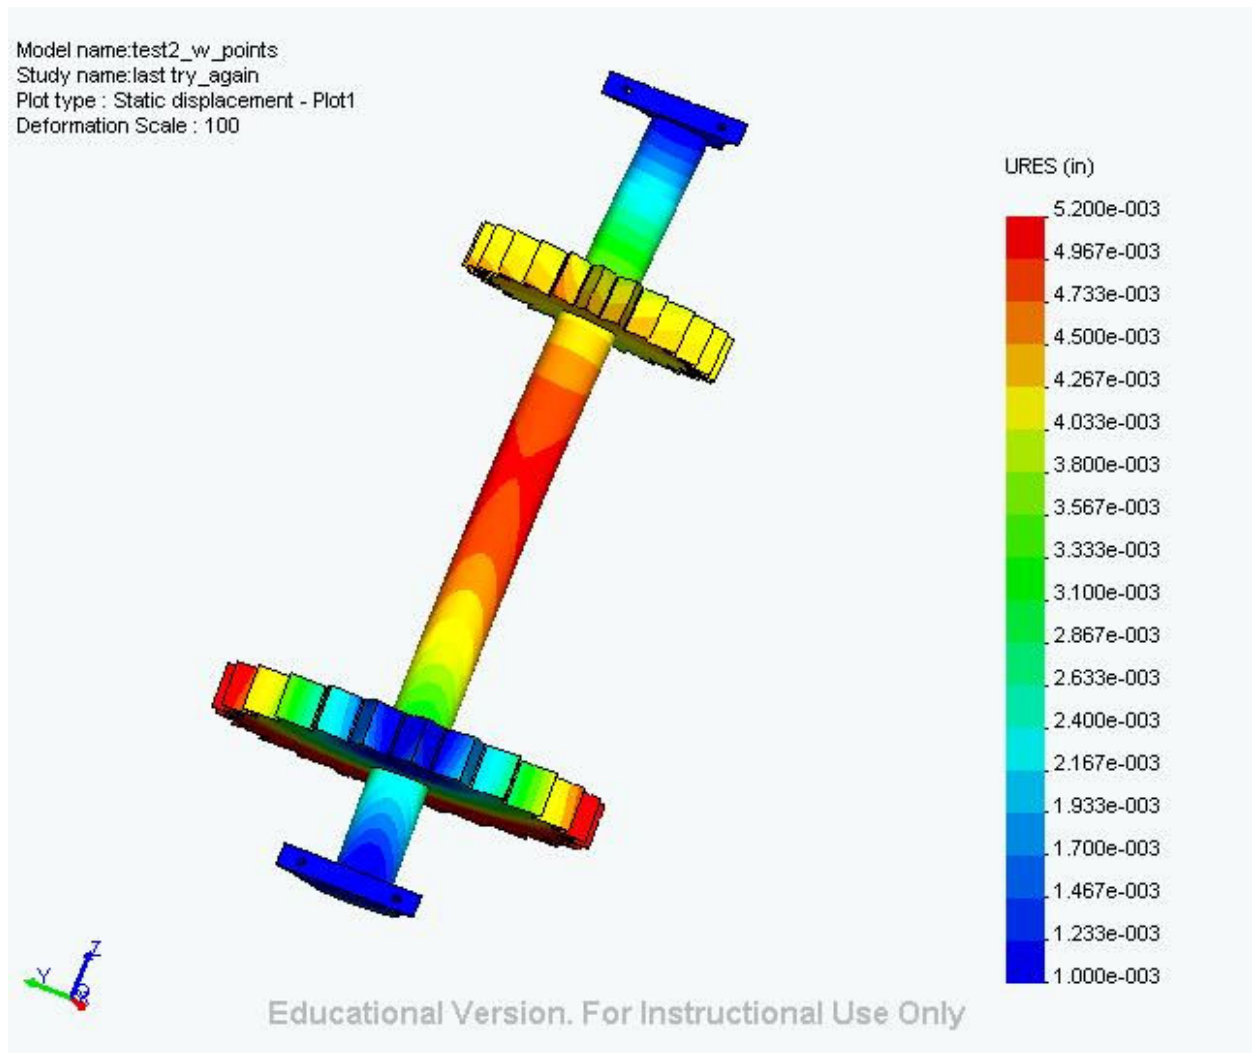 Model name:test2_w_points
Study name:last try_again
Plot type : Static displacement - Plot1
Deformation Scale : 100
URES (in)
5.200e-003
4.967e-003
4.733e-003
4.500e-003
4.267e-003
4.033e-003
3.800e-003
3.567e-003
3.333e-003
3.100e-003
2.867e-003
2.633e-003
2.400e-003
2.167e-003
1.933e-003
1.700e-003
1.467e-003
1.233e-003
1.000e-003
Z
Y
Educational Version. For Instructional Use Only